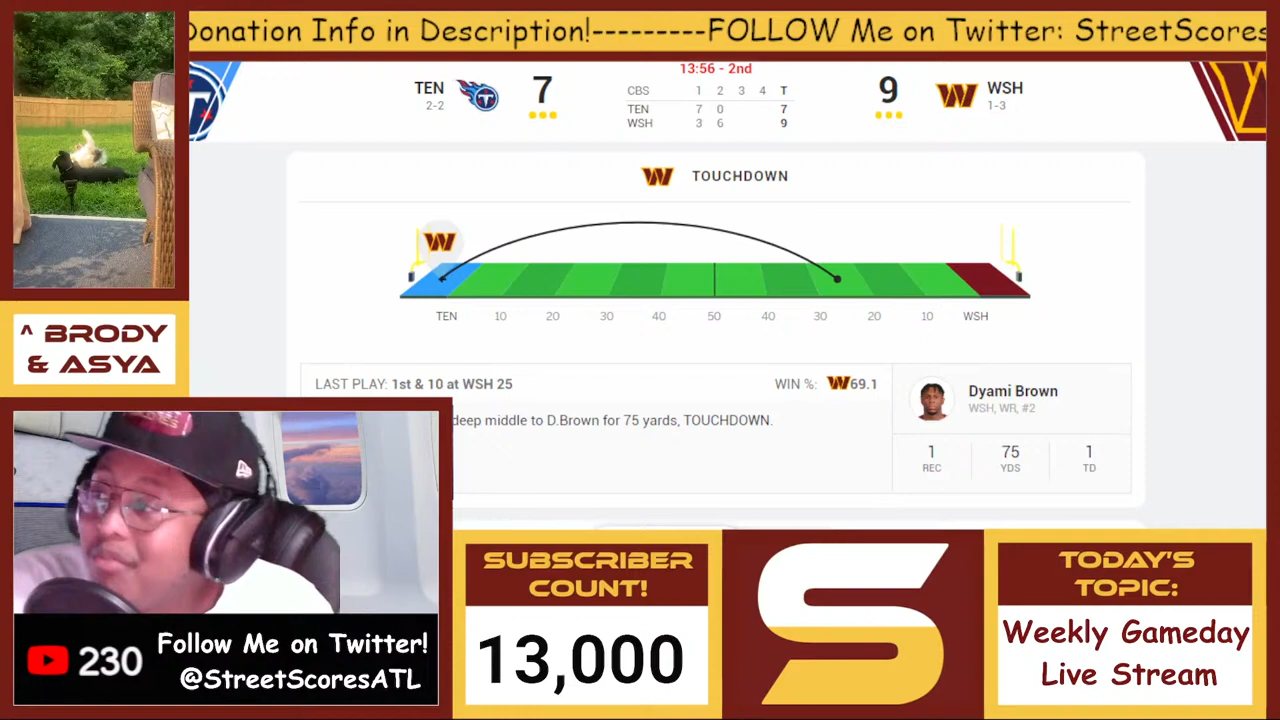 Donation Info in Description!---------FOLLOW Me on Twitter: StreetScores
TEN
2-2
7
13:56 - 2nd
CBS 1 2 3 4 T
TEN 7 0 7
WSH 3 6 9
9
WSH
1-3
TOUCHDOWN
TEN 10 20 30 40 50 40 30 20 10 WSH
LAST PLAY: 1st & 10 at WSH 25
WIN %: 69.1
deep middle to D.Brown for 75 yards, TOUCHDOWN.
Dyami Brown
WSH, WR, #2
1 75 1
REC YDS TD
^ BRODY
& ASYA
230
Follow Me on Twitter!
@StreetScoresATL
SUBSCRIBER
COUNT!
13,000
S
TODAY'S
TOPIC:
Weekly Gameday
Live Stream